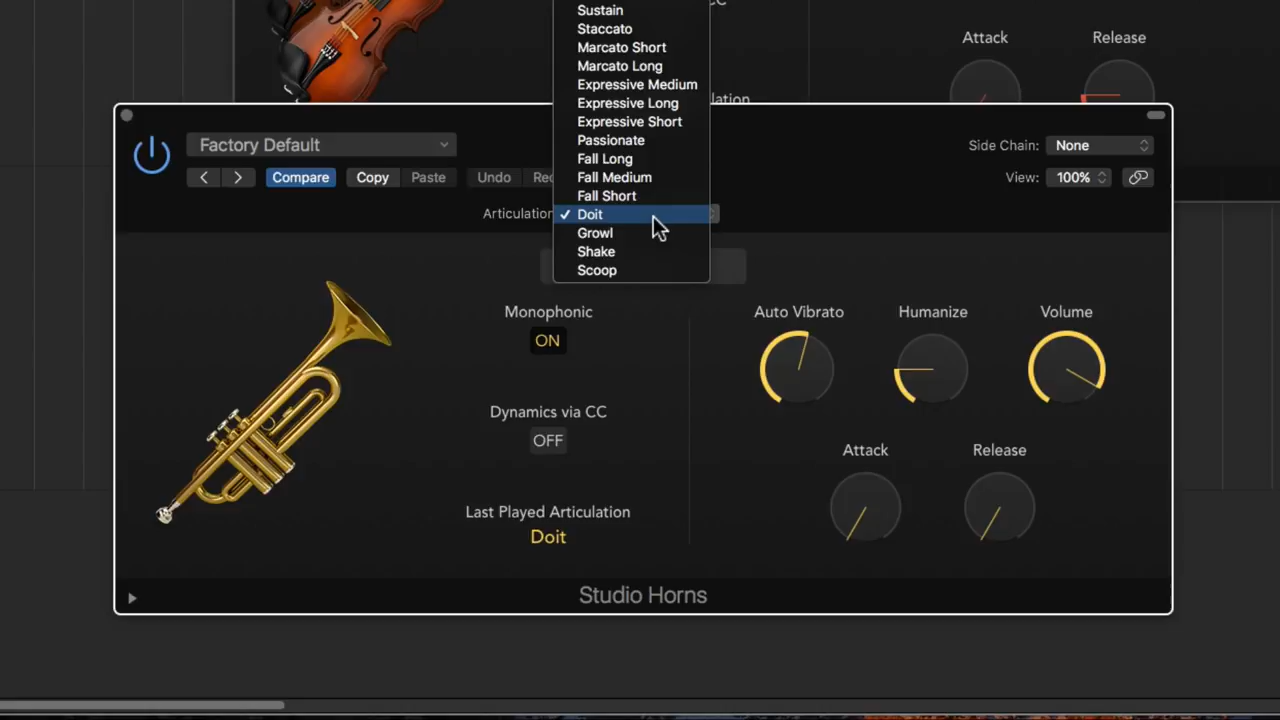 Sustain
Staccato
Marcato Short
Marcato Long
Expressive Medium
Expressive Long
Expressive Short
Passionate
Fall Long
Fall Medium
Fall Short
✓ Doit
Growl
Shake
Scoop
Attack
Release
Factory Default
Side Chain: None
Compare
Copy
Paste
Undo
View: 100%
Monophonic
ON
Dynamics via CC
OFF
Last Played Articulation
Doit
Auto Vibrato
Humanize
Volume
Attack
Release
Studio Horns